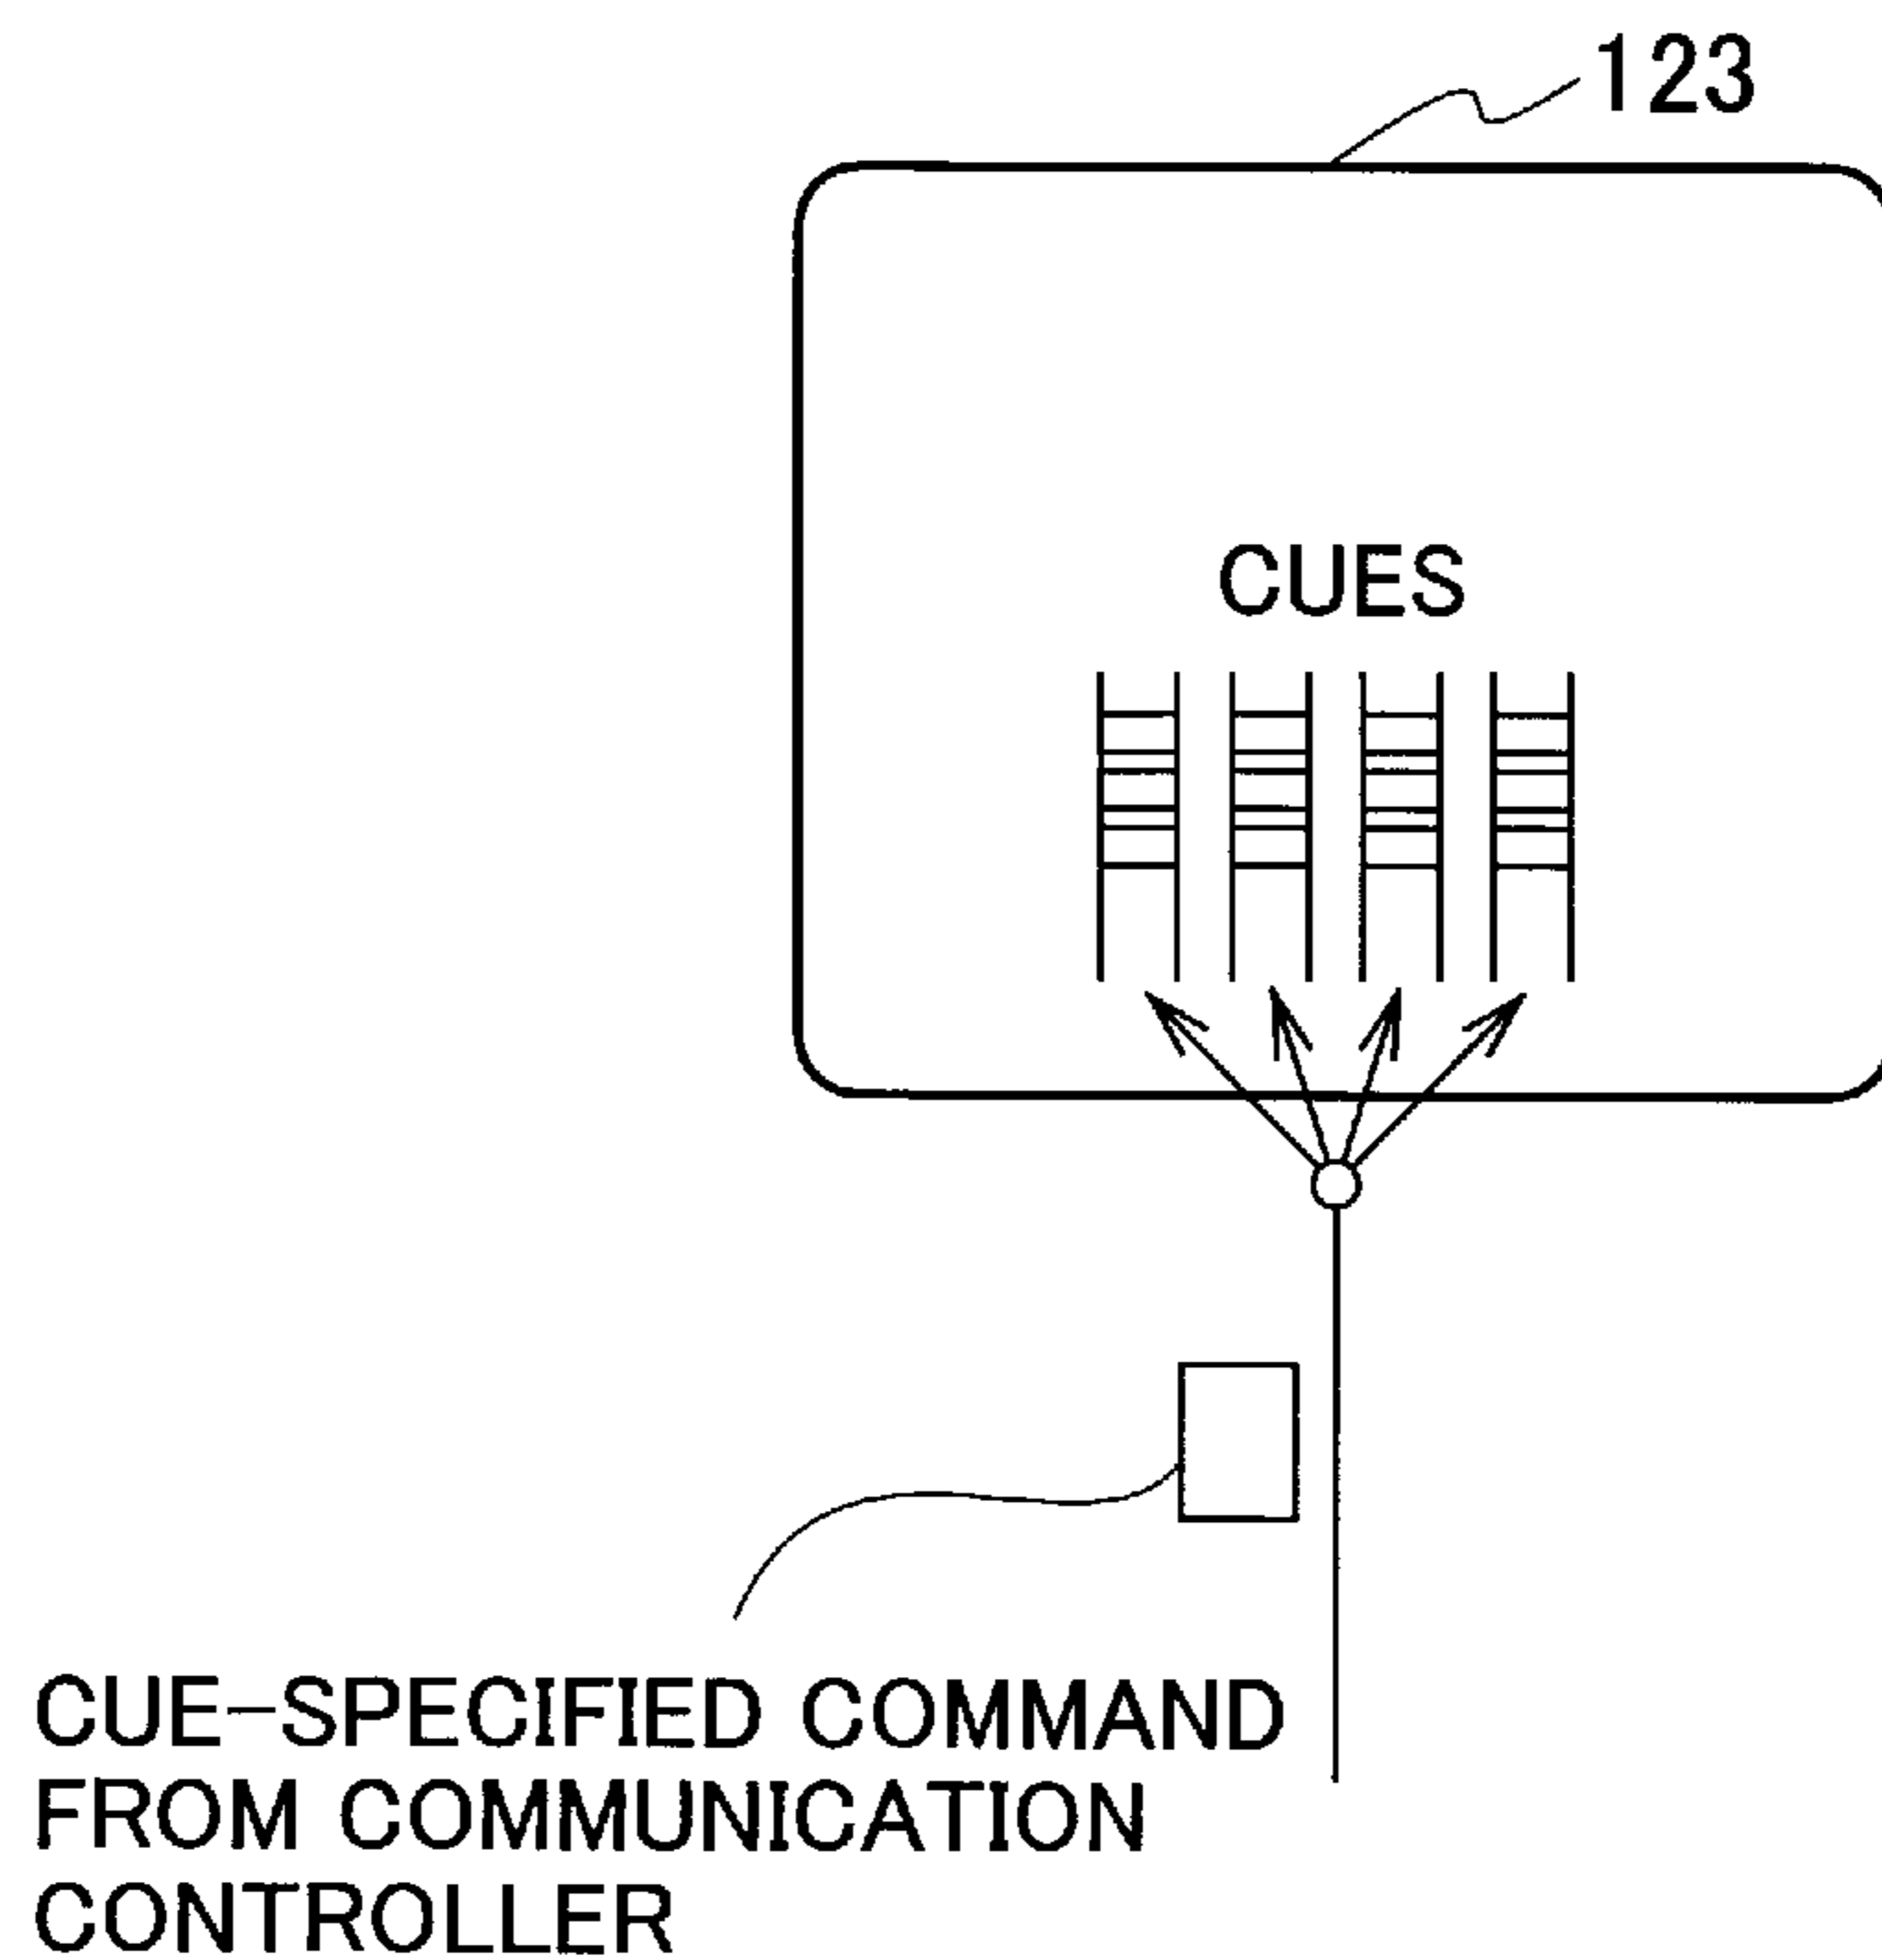 123
CUES
CUE-SPECIFIED COMMAND
FROM COMMUNICATION
CONTROLLER